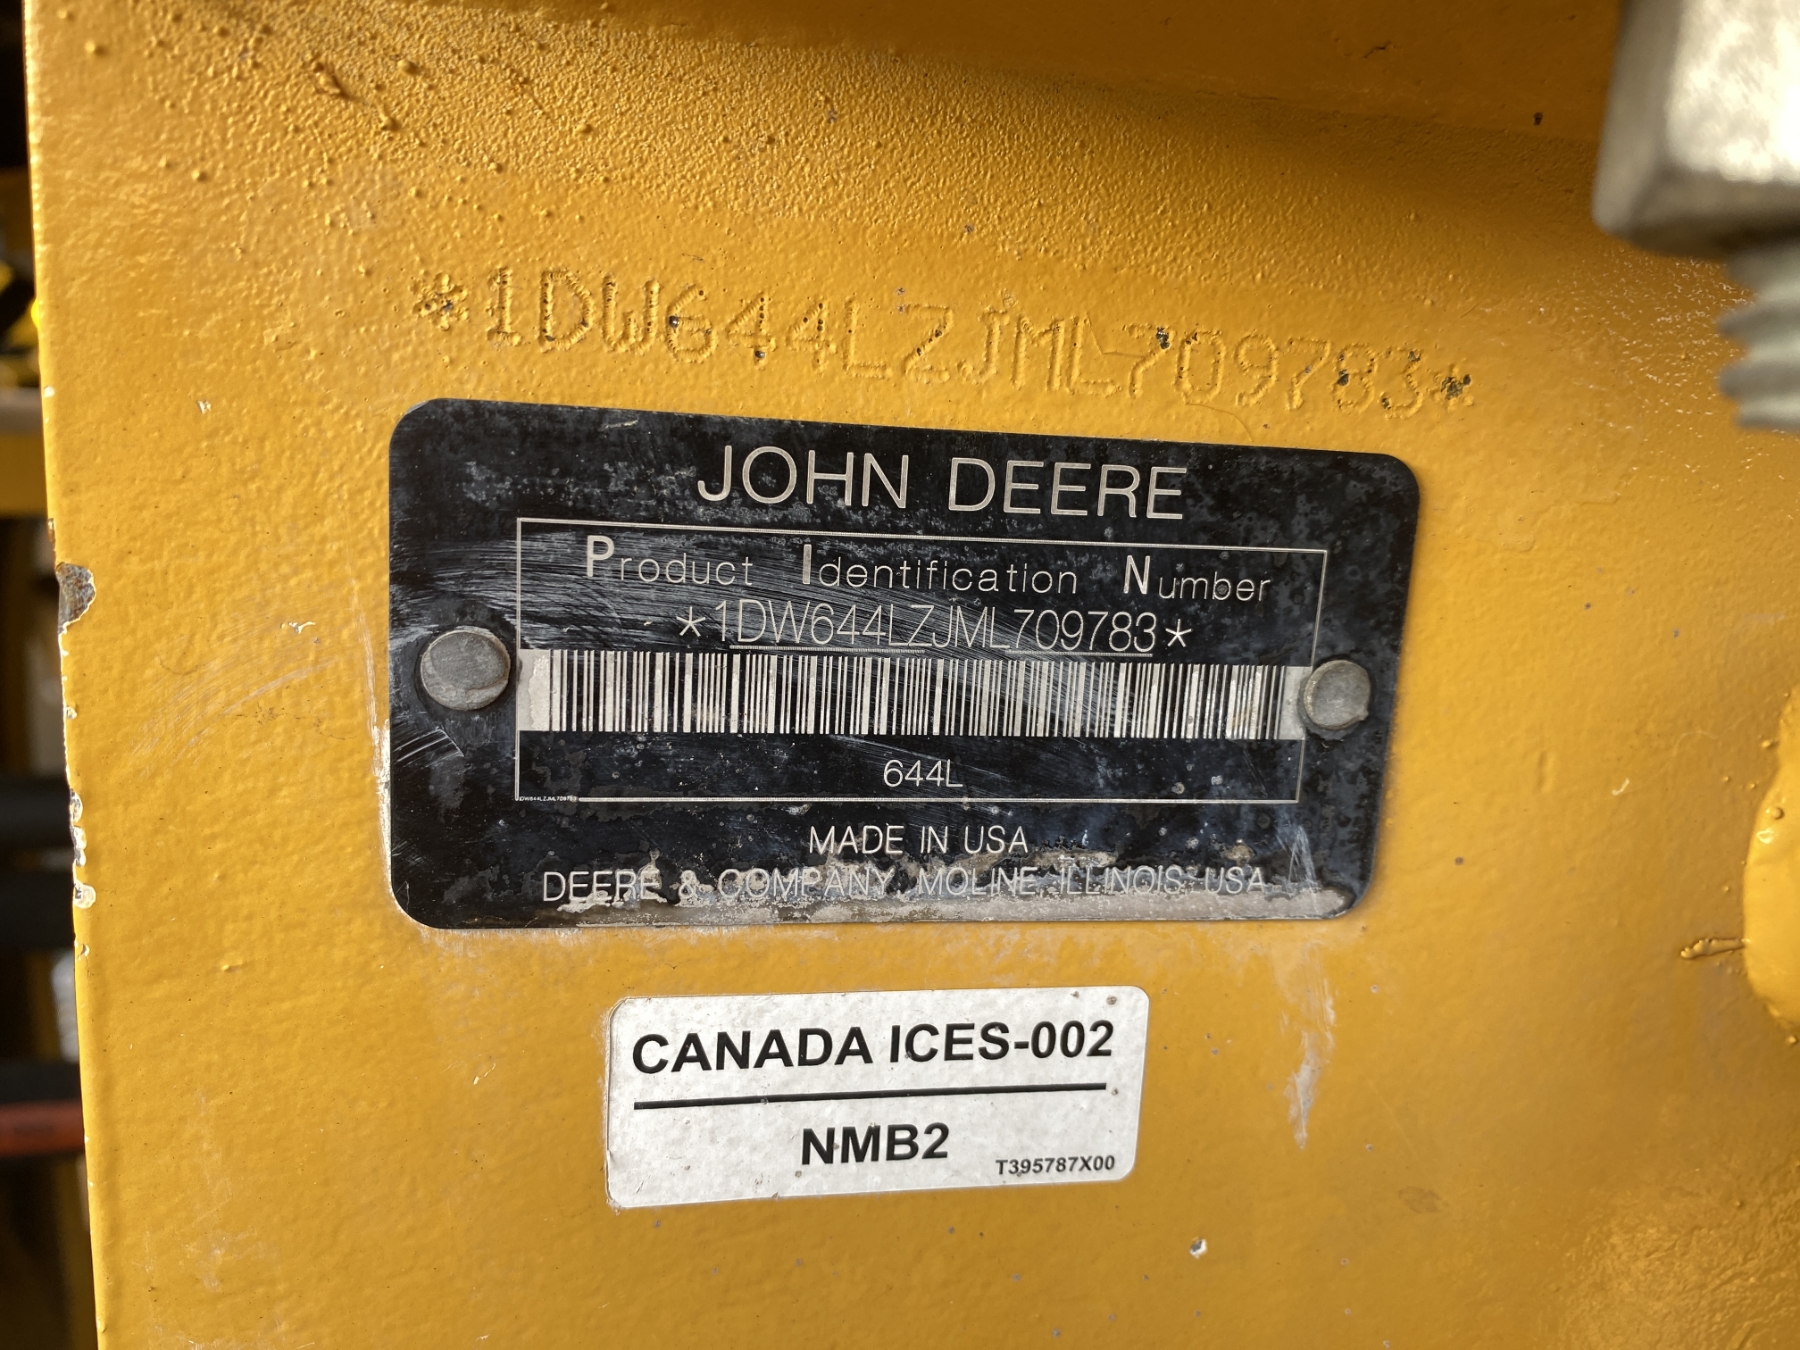 *1DW644LZJML709783*
JOHN DEERE
Product Identification Number
*1DW644LZJML709783*
644L
1DW644LZJML709783
MADE IN USA
DEERE & COMPANY MOLINE ILLINOIS USA
CANADA ICES-002
NMB2
T395787X00